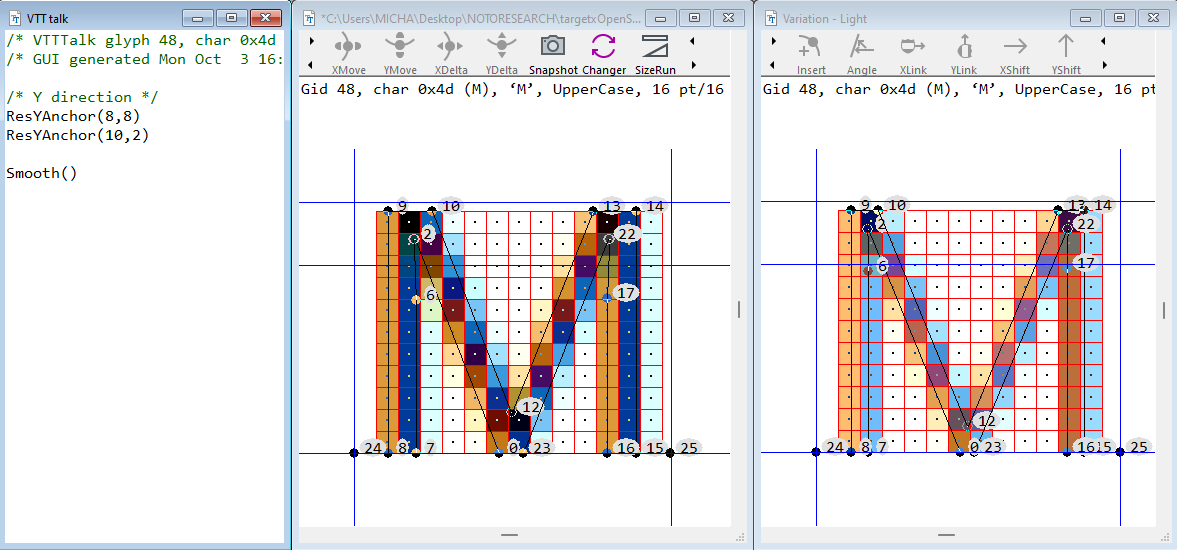 VTT talk
/* VTTTalk glyph 48, char 0x4d
/* GUI generated Mon Oct  3 16:
/* Y direction */
ResYAnchor(8,8)
ResYAnchor(10,2)
Smooth()
*C:\Users\MICHA\Desktop\NOTORESEARCH\targetxOpenS...
XMove YMove XDelta YDelta Snapshot Changer SizeRun
Gid 48, char 0x4d (M), ‘M’, UpperCase, 16 pt/16
9 10 13 14
2 22
6 17
12
24 8 7 0 23 16 15 25
Variation - Light
Insert Angle XLink YLink XShift YShift
Gid 48, char 0x4d (M), ‘M’, UpperCase, 16 pt
9 10 13 14
2 22
6 17
12
24 8 7 0 23 16 15 25